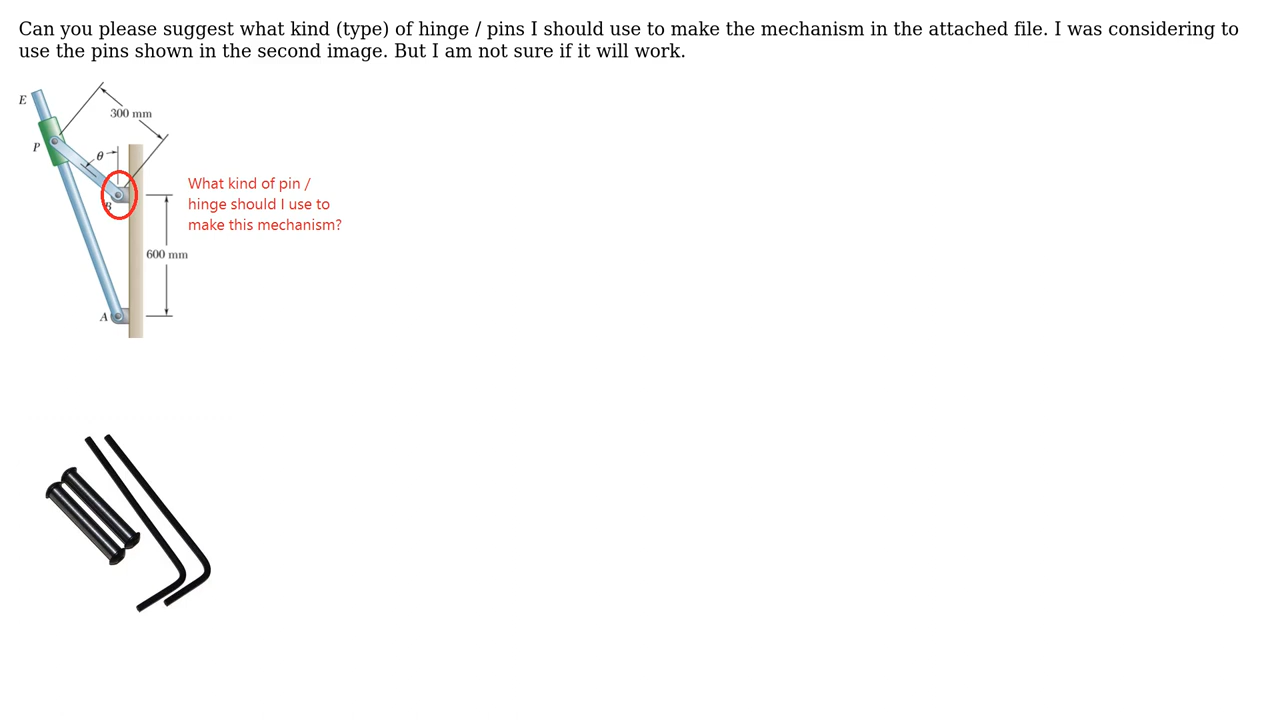 Can you please suggest what kind (type) of hinge / pins I should use to make the mechanism in the attached file. I was considering to
use the pins shown in the second image. But I am not sure if it will work.
E
300 mm
P
θ
What kind of pin /
hinge should I use to
make this mechanism?
B
600 mm
A